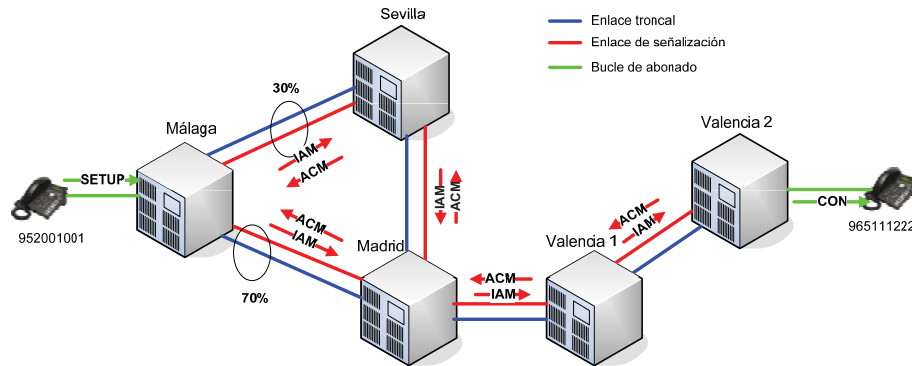 Sevilla
Enlace troncal
Enlace de señalización
Bucle de abonado
30%
Málaga
Valencia 2
IAM
ACM
SETUP
IAM
ACM
CON
952001001
965111222
ACM
IAM
Madrid
ACM
IAM
Valencia 1
70%
ACM
IAM